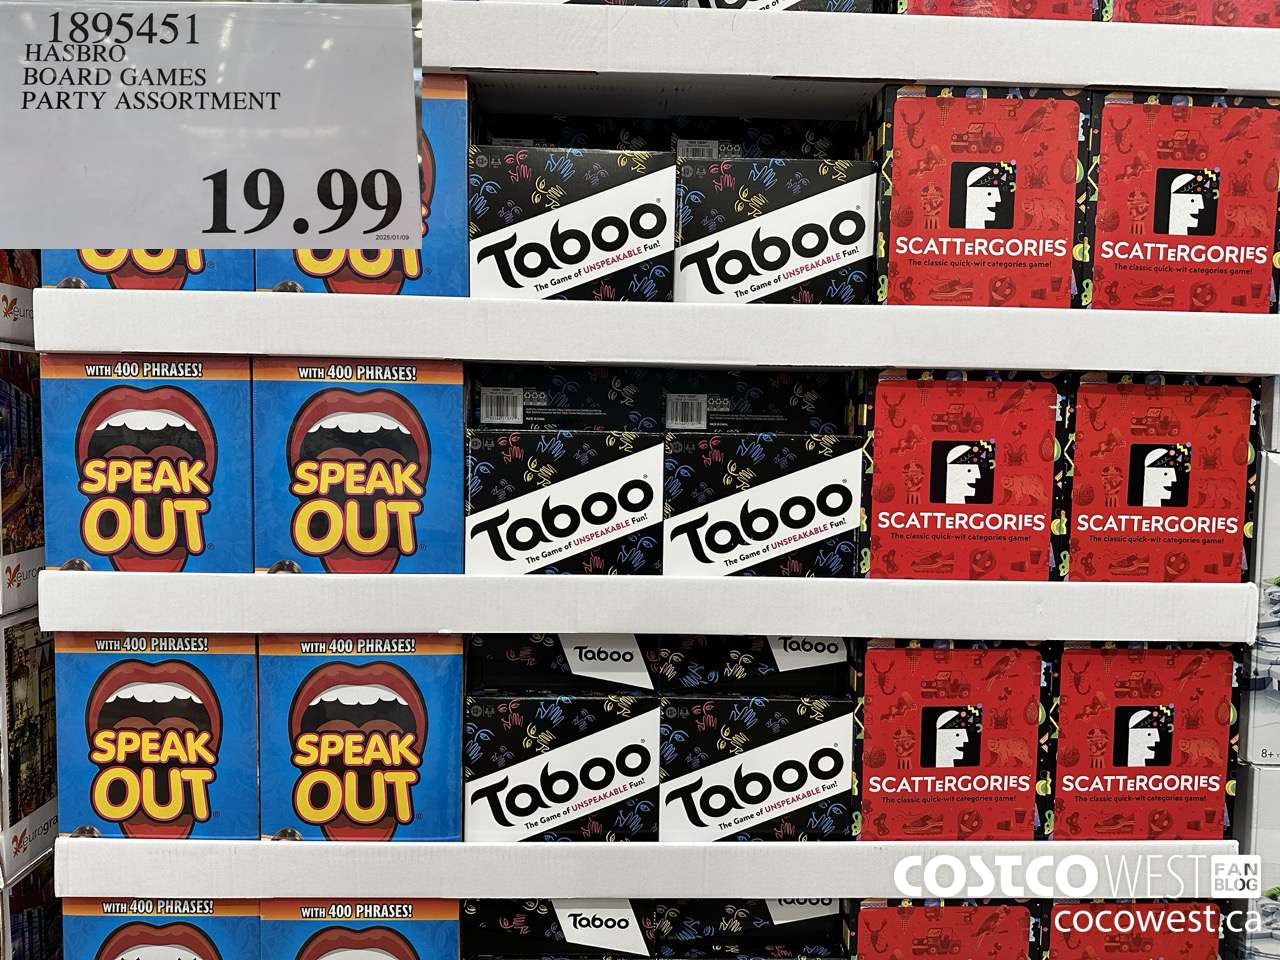 1895451
HASBRO
BOARD GAMES
PARTY ASSORTMENT
19.99
2025/01/09
OUT
OUT
Taboo
The Game of UNSPEAKABLE Fun!
Taboo
The Game of UNSPEAKABLE Fun!
SCATTERGORIES
The classic quick-wit categories game!
SCATTERGORIES
The classic quick-wit categories game!
WITH 400 PHRASES!
SPEAK
OUT
WITH 400 PHRASES!
SPEAK
OUT
Taboo
The Game of UNSPEAKABLE Fun!
Taboo
The Game of UNSPEAKABLE Fun!
SCATTERGORIES
The classic quick-wit categories game!
SCATTERGORIES
The classic quick-wit categories game!
WITH 400 PHRASES!
SPEAK
OUT
WITH 400 PHRASES!
SPEAK
OUT
Taboo
Taboo
Taboo
The Game of UNSPEAKABLE Fun!
Taboo
The Game of UNSPEAKABLE Fun!
SCATTERGORIES
The classic quick-wit categories game!
SCATTERGORIES
The classic quick-wit categories game!
8+
WITH 400 PHRASES!
WITH 400 PHRASES!
Taboo
COSTCO WEST FAN BLOG
cocowest.ca